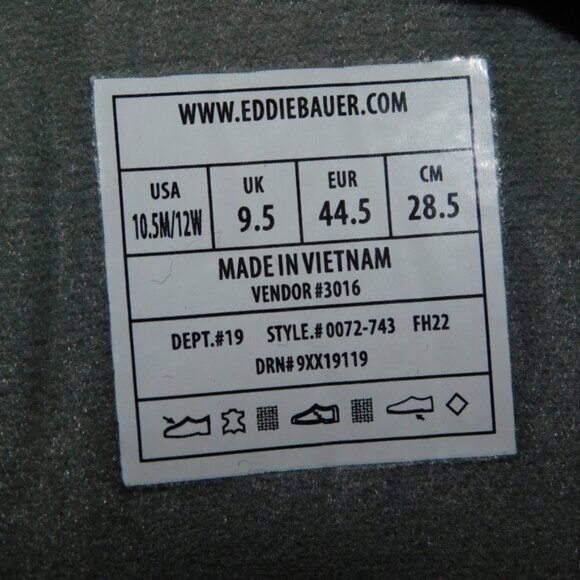 WWW.EDDIEBAUER.COM
USA UK EUR CM
10.5M/12W 9.5 44.5 28.5
MADE IN VIETNAM
VENDOR #3016
DEPT.#19 STYLE.# 0072-743 FH22
DRN# 9XX19119